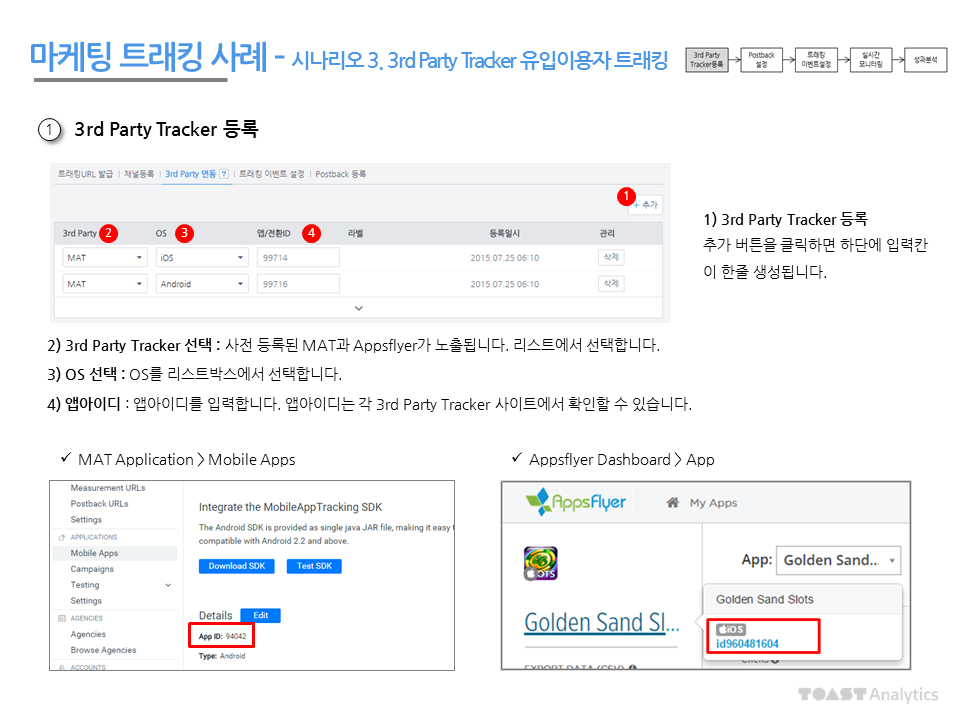 마케팅 트래킹 사례 - 시나리오 3. 3rd Party Tracker 유입이용자 트래킹
3rd Party Tracker등록
Postback 설정
트래킹 이벤트설정
실시간 모니터링
성과분석
1 3rd Party Tracker 등록
트래킹URL 발급 | 채널등록 | 3rd Party 연동 ? | 트래킹 이벤트 설정 | Postback 등록
1
+ 추가
3rd Party 2 OS 3 앱/전환ID 4 라벨 등록일시 관리
MAT iOS 99714 2015.07.25 06:10 삭제
MAT Android 99716 2015.07.25 06:10 삭제
1) 3rd Party Tracker 등록
추가 버튼을 클릭하면 하단에 입력칸
이 한줄 생성됩니다.
2) 3rd Party Tracker 선택 : 사전 등록된 MAT과 Appsflyer가 노출됩니다. 리스트에서 선택합니다.
3) OS 선택 : OS를 리스트박스에서 선택합니다.
4) 앱아이디 : 앱아이디를 입력합니다. 앱아이디는 각 3rd Party Tracker 사이트에서 확인할 수 있습니다.
✓ MAT Application > Mobile Apps
Measurement URLs
Postback URLs
Settings
APPLICATIONS
Mobile Apps
Campaigns
Testing
Settings
AGENCIES
Agencies
Browse Agencies
ACCOUNTS
Integrate the MobileAppTracking SDK
The Android SDK is provided as single java JAR file, making it easy t
compatible with Android 2.2 and above.
Download SDK Test SDK
Details Edit
App ID: 94042
Type: Android
✓ Appsflyer Dashboard > App
AppsFlyer My Apps
App: Golden Sand...
Golden Sand Slots
iOS
id960481604
Golden Sand Sl...
EXPORT DATA (CSV)
Clicks
TOAST Analytics